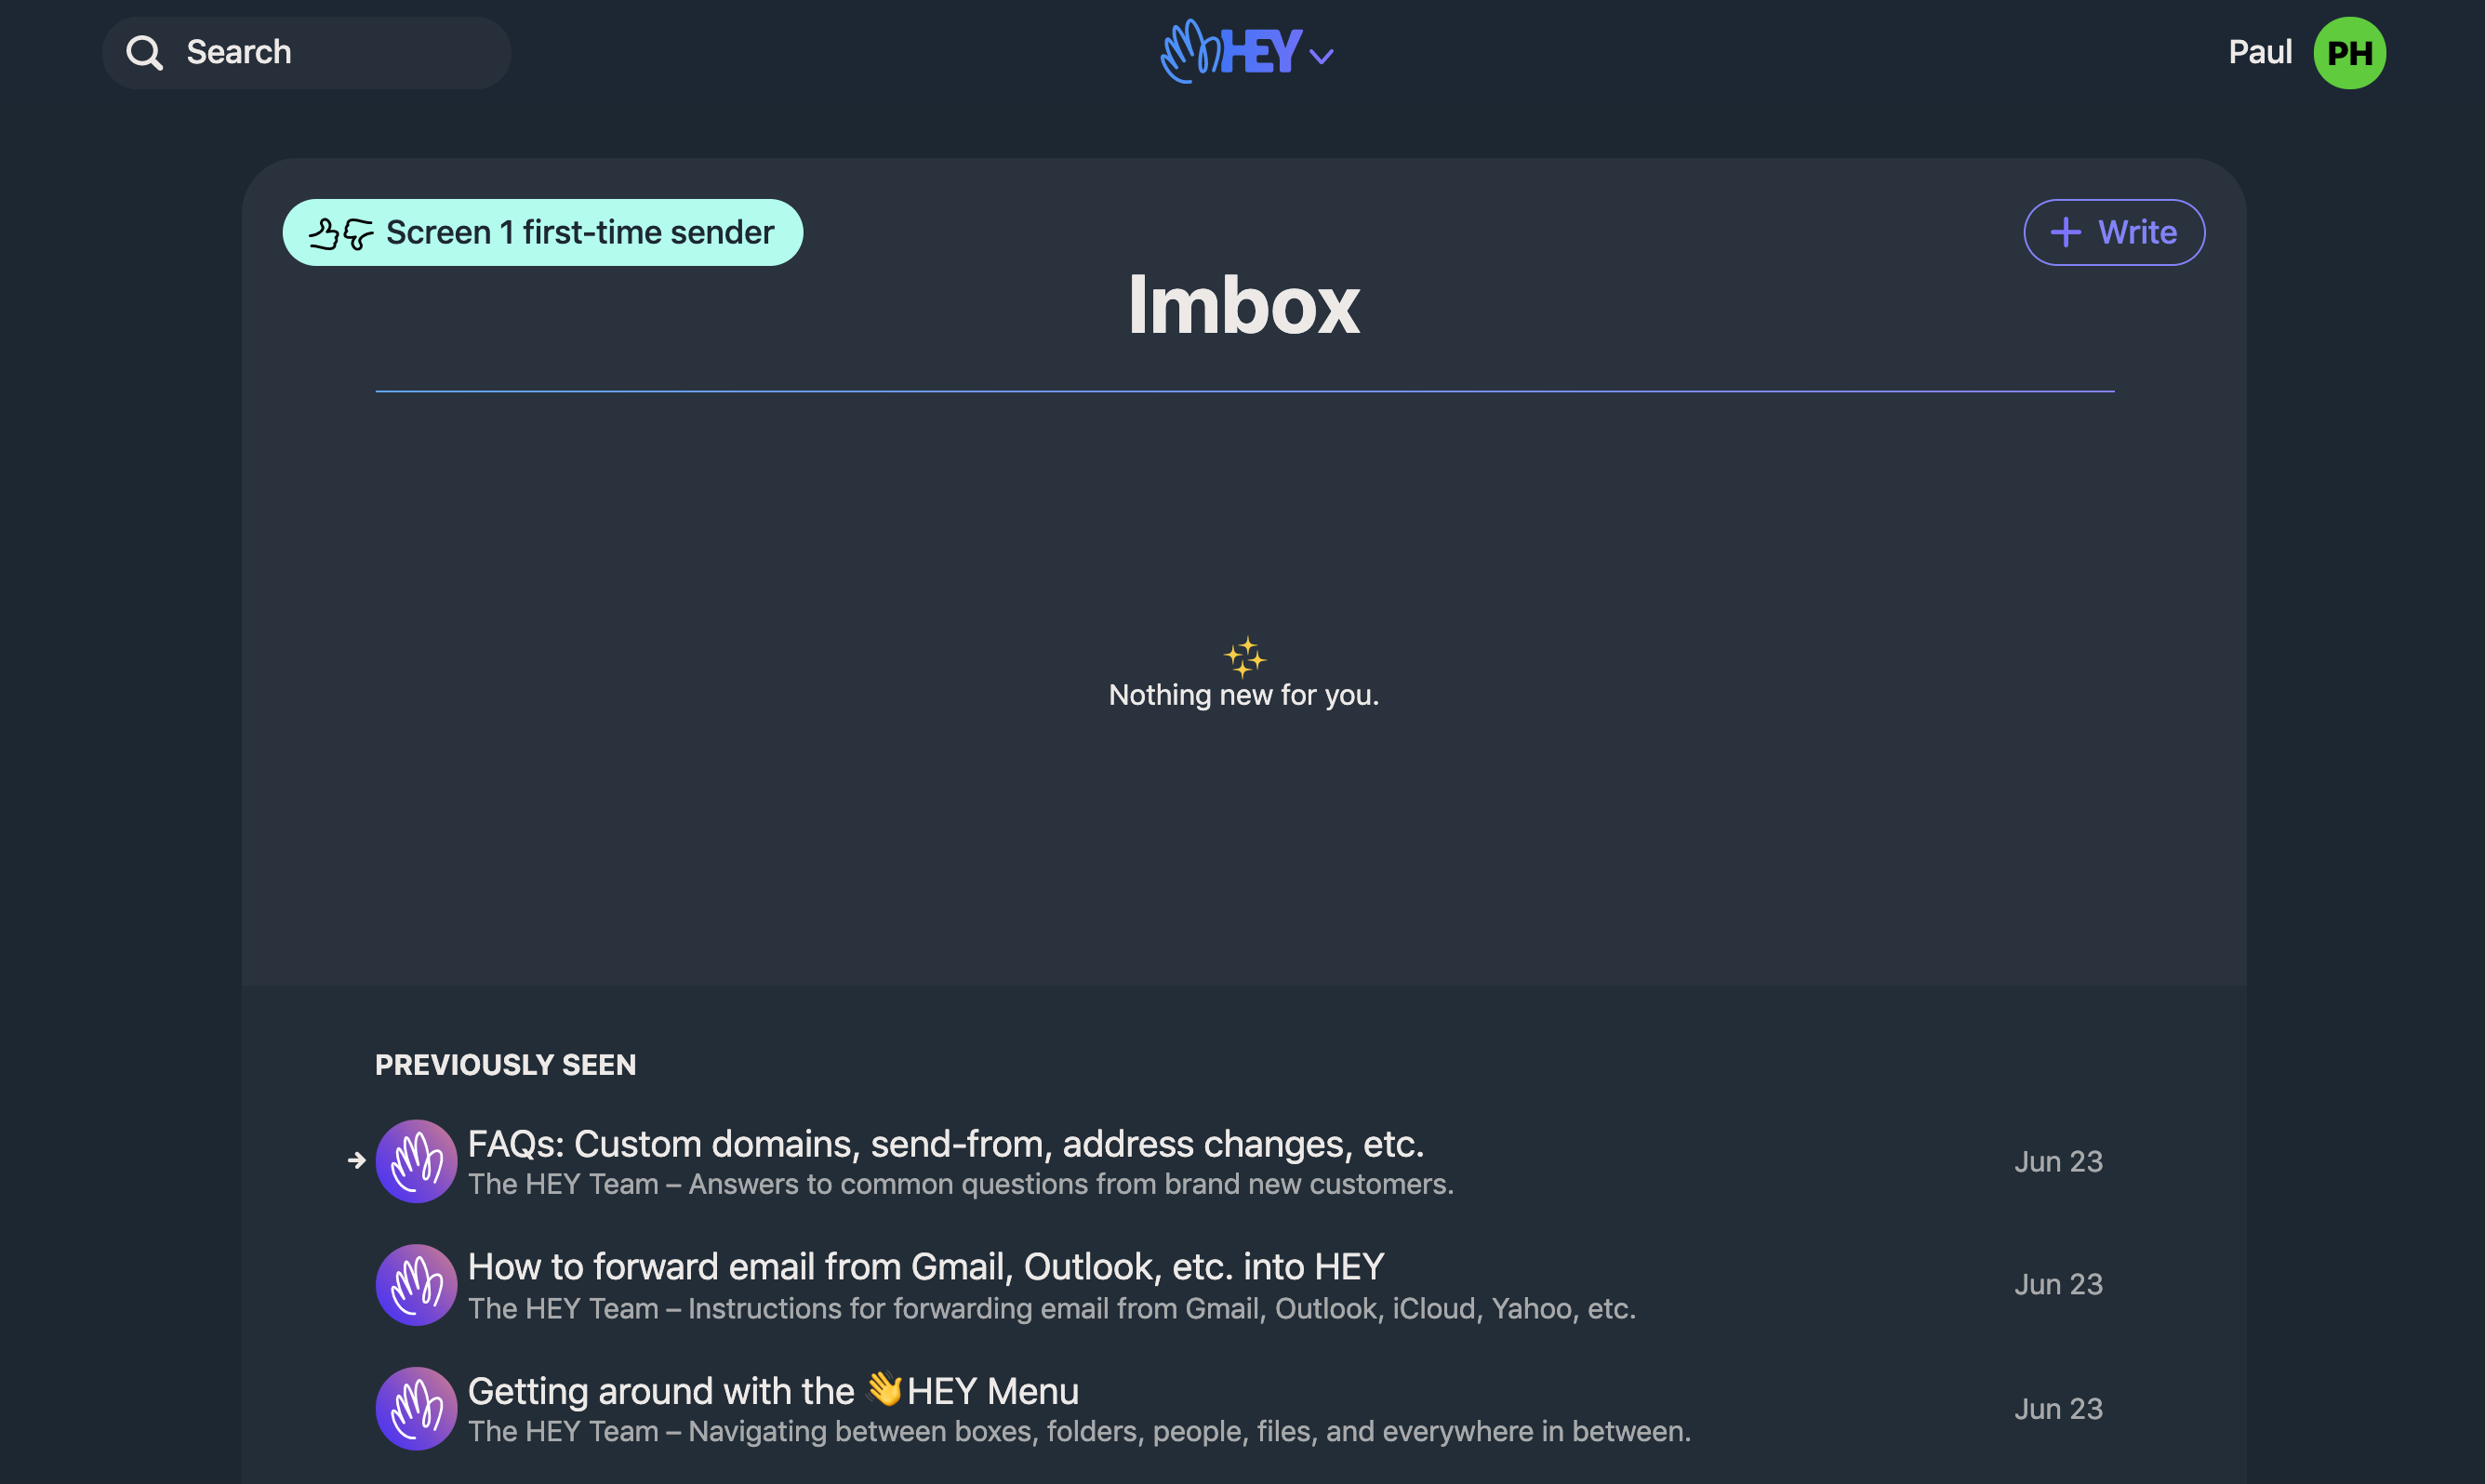 Search
HEY
Paul
PH
Screen 1 first-time sender
Write
Imbox
Nothing new for you.
PREVIOUSLY SEEN
FAQs: Custom domains, send-from, address changes, etc.
The HEY Team – Answers to common questions from brand new customers.
Jun 23
How to forward email from Gmail, Outlook, etc. into HEY
The HEY Team – Instructions for forwarding email from Gmail, Outlook, iCloud, Yahoo, etc.
Jun 23
Getting around with the 👋HEY Menu
The HEY Team – Navigating between boxes, folders, people, files, and everywhere in between.
Jun 23